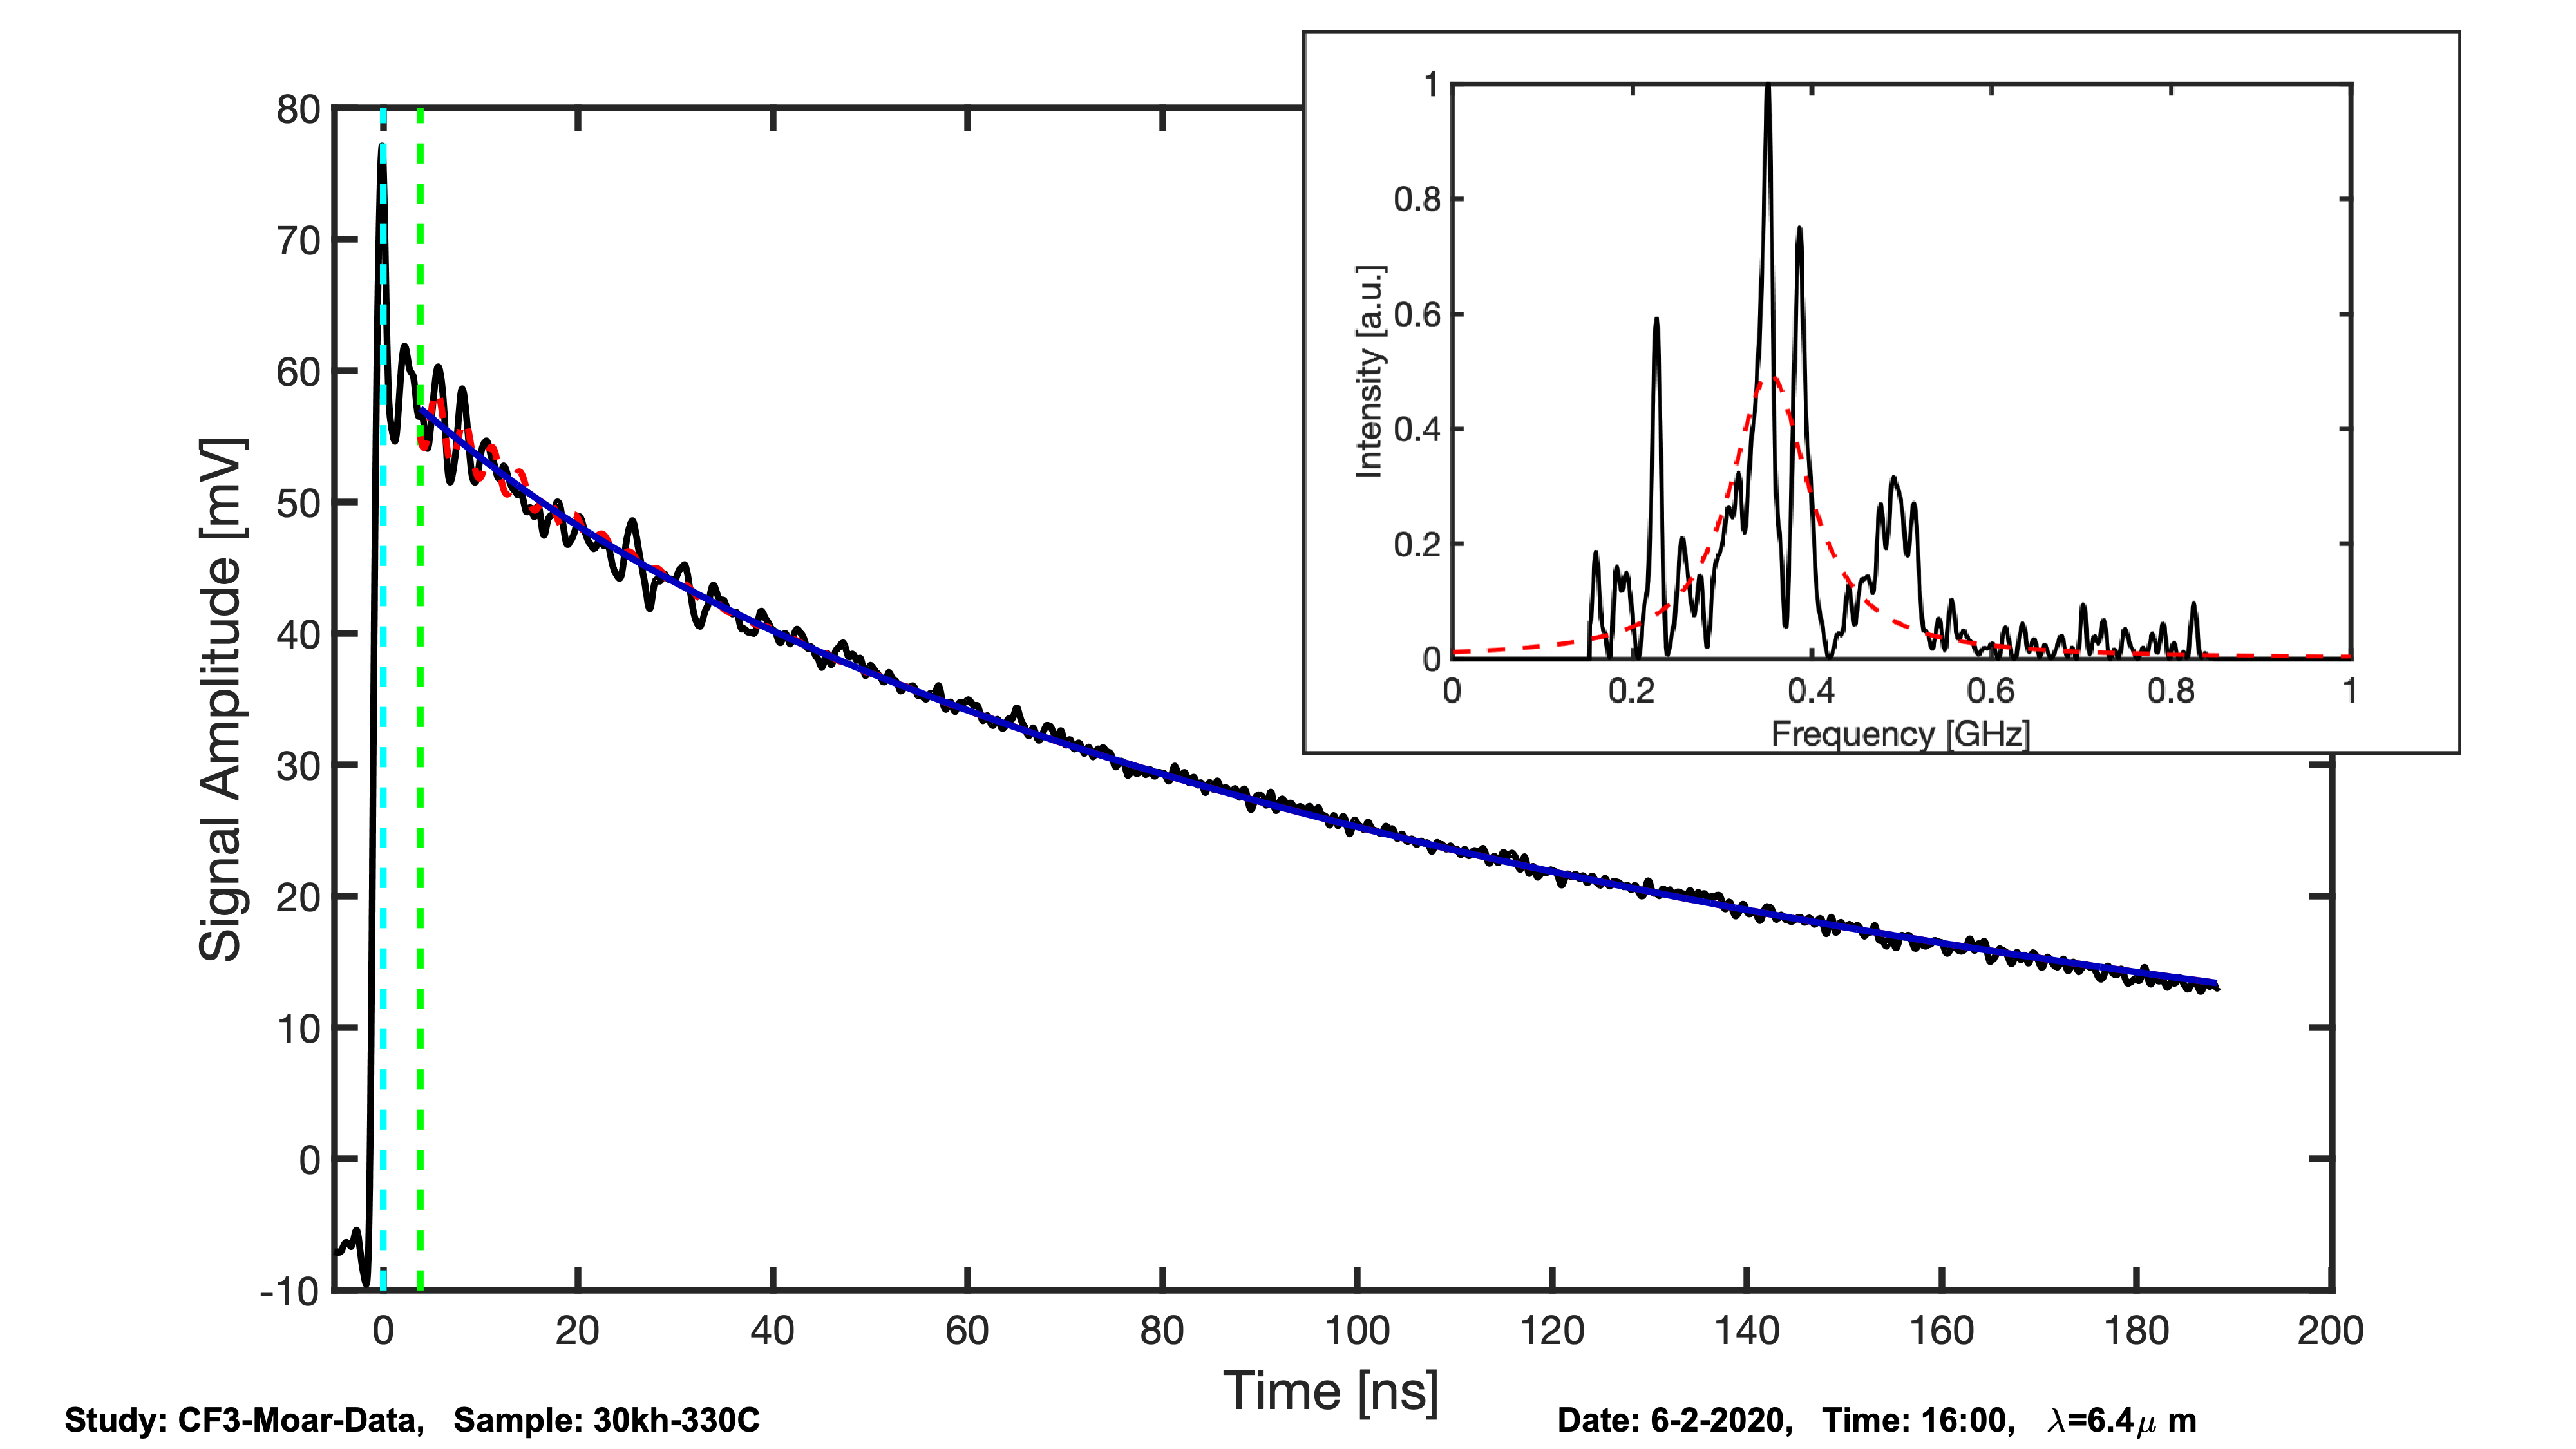 1
0.8
0.6
0.4
0.2
0
Intensity [a.u.]
0 0.2 0.4 0.6 0.8 1
Frequency [GHz]
80
70
60
50
40
30
20
10
0
-10
Signal Amplitude [mV]
0 20 40 60 80 100 120 140 160 180 200
Time [ns]
Study: CF3-Moar-Data, Sample: 30kh-330C
Date: 6-2-2020, Time: 16:00, λ=6.4μ m